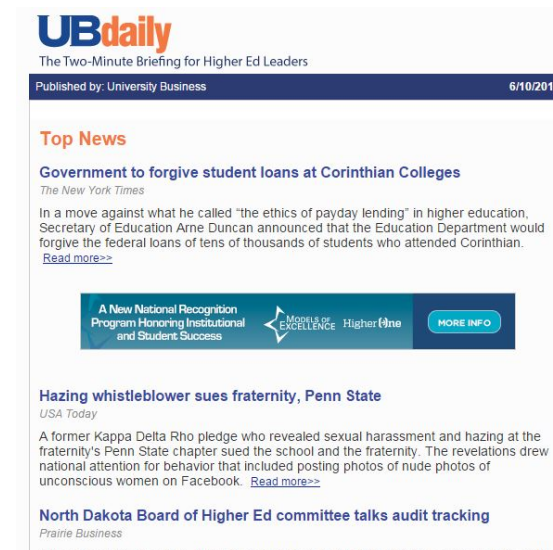 UBdaily
The Two-Minute Briefing for Higher Ed Leaders
Published by: University Business 6/10/201
Top News
Government to forgive student loans at Corinthian Colleges
The New York Times
In a move against what he called “the ethics of payday lending” in higher education,
Secretary of Education Arne Duncan announced that the Education Department would
forgive the federal loans of tens of thousands of students who attended Corinthian.
Read more>>
A New National Recognition
Program Honoring Institutional
and Student Success
MODELS OF
EXCELLENCE
Higher One
MORE INFO
Hazing whistleblower sues fraternity, Penn State
USA Today
A former Kappa Delta Rho pledge who revealed sexual harassment and hazing at the
fraternity's Penn State chapter sued the school and the fraternity. The revelations drew
national attention for behavior that included posting photos of nude photos of
unconscious women on Facebook. Read more>>
North Dakota Board of Higher Ed committee talks audit tracking
Prairie Business